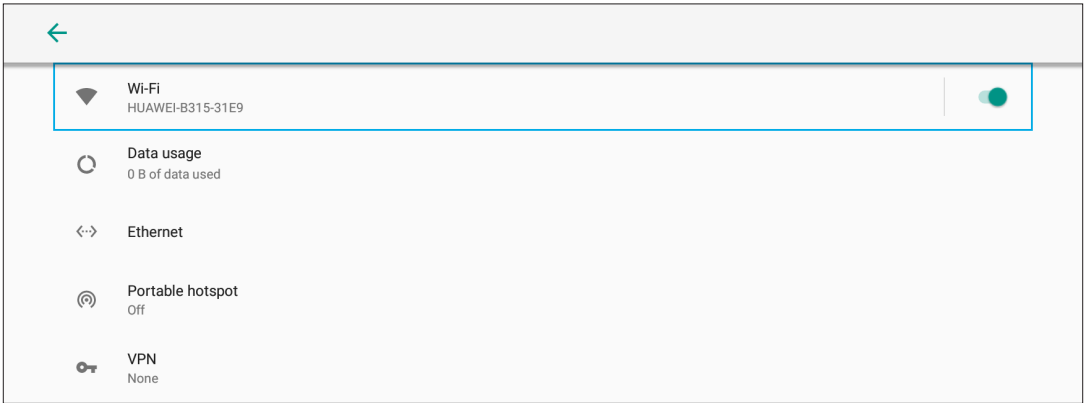 Wi-Fi
HUAWEI-B315-31E9
Data usage
0 B of data used
Ethernet
Portable hotspot
Off
VPN
None